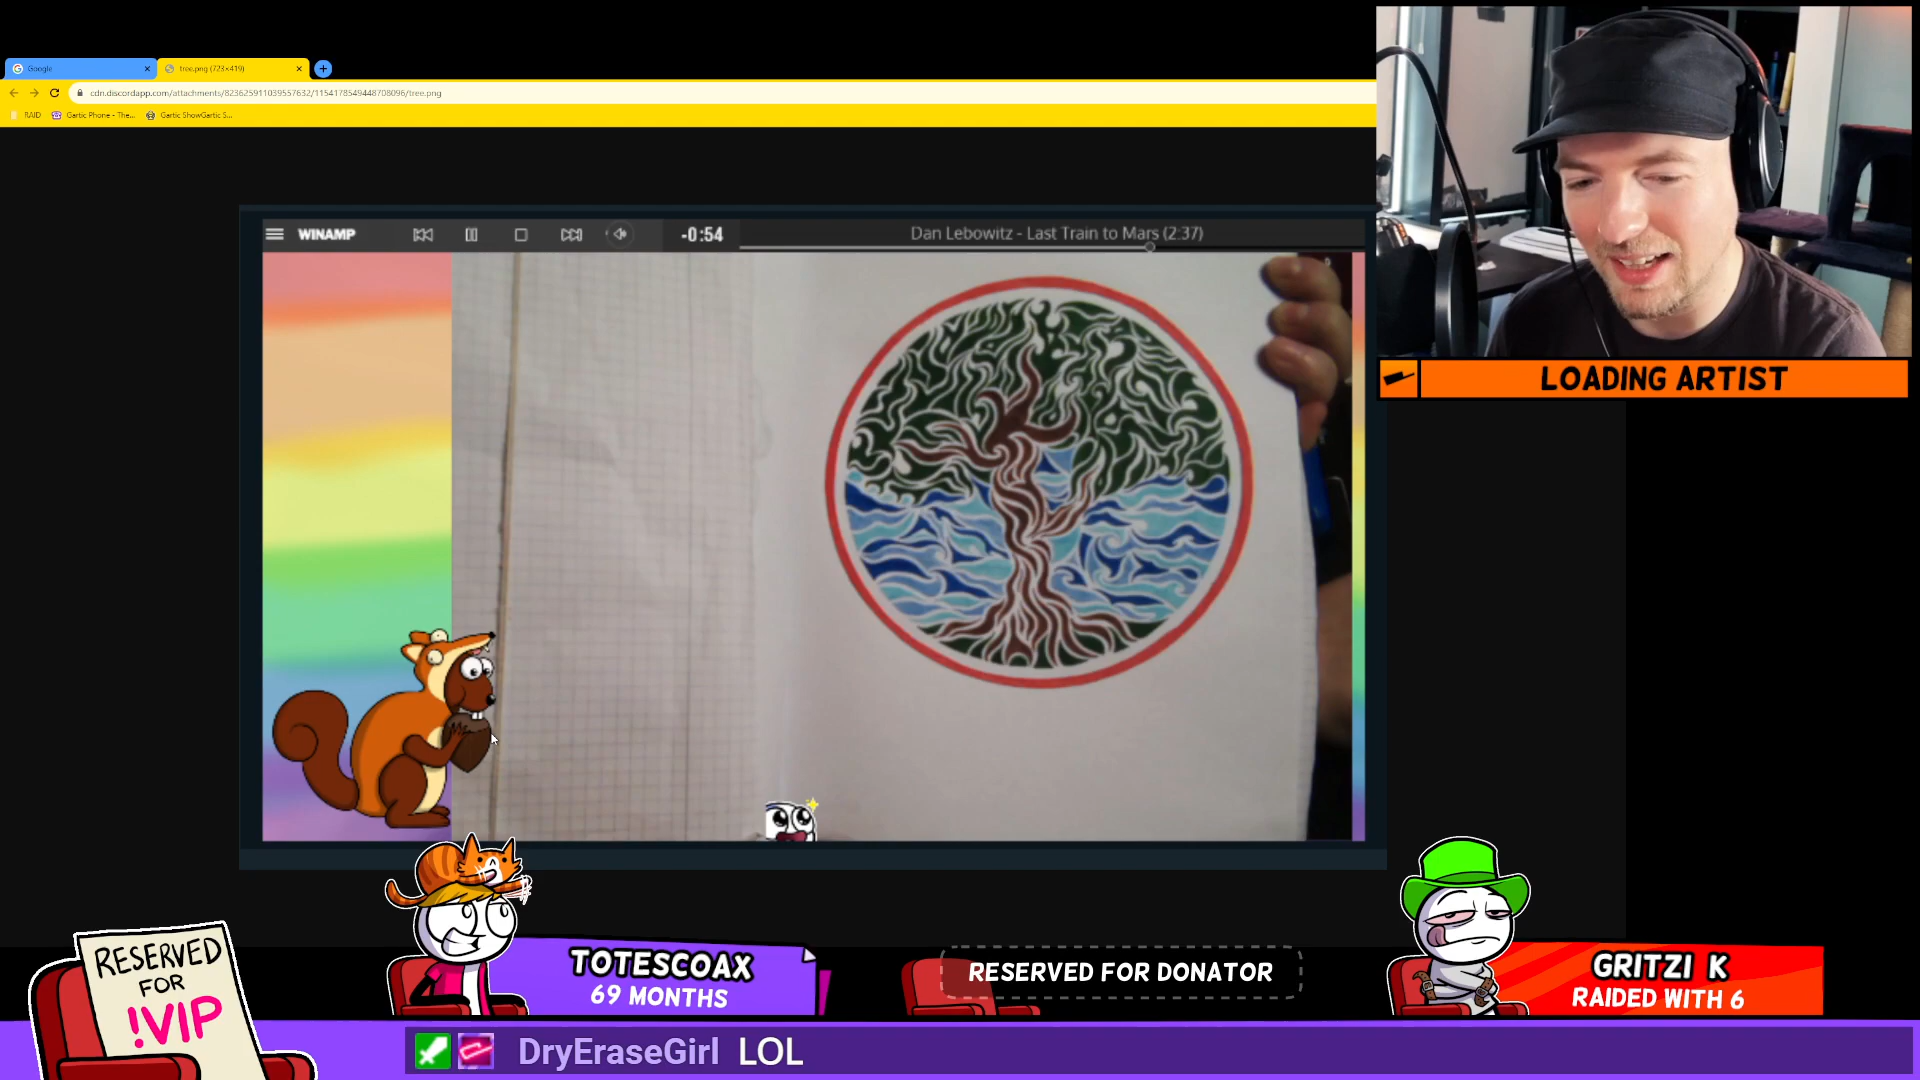 Google
tree.png (723×419)
cdn.discordapp.com/attachments/823625911039557632/1154178549448708096/tree.png
RAID
Gartic Phone - The...
Gartic ShowGartic S...
WINAMP
-0:54
Dan Lebowitz - Last Train to Mars (2:37)
LOADING ARTIST
RESERVED
FOR
!VIP
TOTESCOAX
69 MONTHS
RESERVED FOR DONATOR
GRITZI K
RAIDED WITH 6
DryEraseGirl LOL